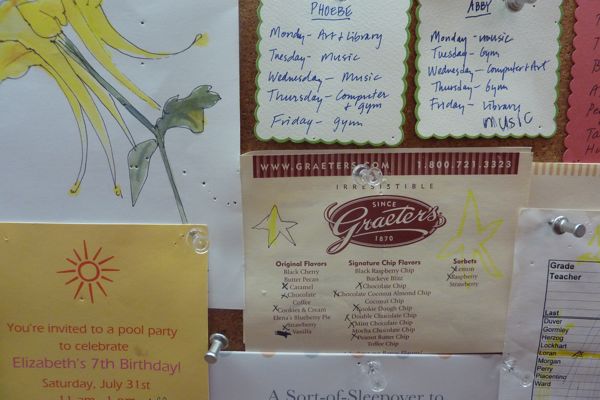 PHOEBE
Monday - Art & Library
Tuesday - Music
Wednesday - Music
Thursday - Computer
& gym
Friday - gym
ABBY
Monday - music
Tuesday - Gym
Wednesday - Computer & Art
Thursday - Gym
Friday - Library
music
WWW.GRAETERS.COM 1.800.721.3323
IRRESISTIBLE
SINCE
Graeter's
1870
Original Flavors
Black Cherry
Butter Pecan
Caramel
Chocolate
Coffee
Cookies & Cream
Elena's Blueberry Pie
Strawberry
Vanilla
Signature Chip Flavors
Black Raspberry Chip
Buckeye Blitz
Chocolate Chip
Chocolate Coconut Almond Chip
Coconut Chip
Cookie Dough Chip
Double Chocolate Chip
Mint Chocolate Chip
Mocha Chocolate Chip
Peanut Butter Chip
Toffee Chip
Sorbets
Lemon
Raspberry
Strawberry
You're invited to a pool party
to celebrate
Elizabeth's 7th Birthday!
Saturday, July 31st
A Sort-of-Sleepover to
Grade
Teacher
Last
Duver
Gormley
Herzog
Lockhart
Loran
Morgan
Perry
Piacentino
Ward